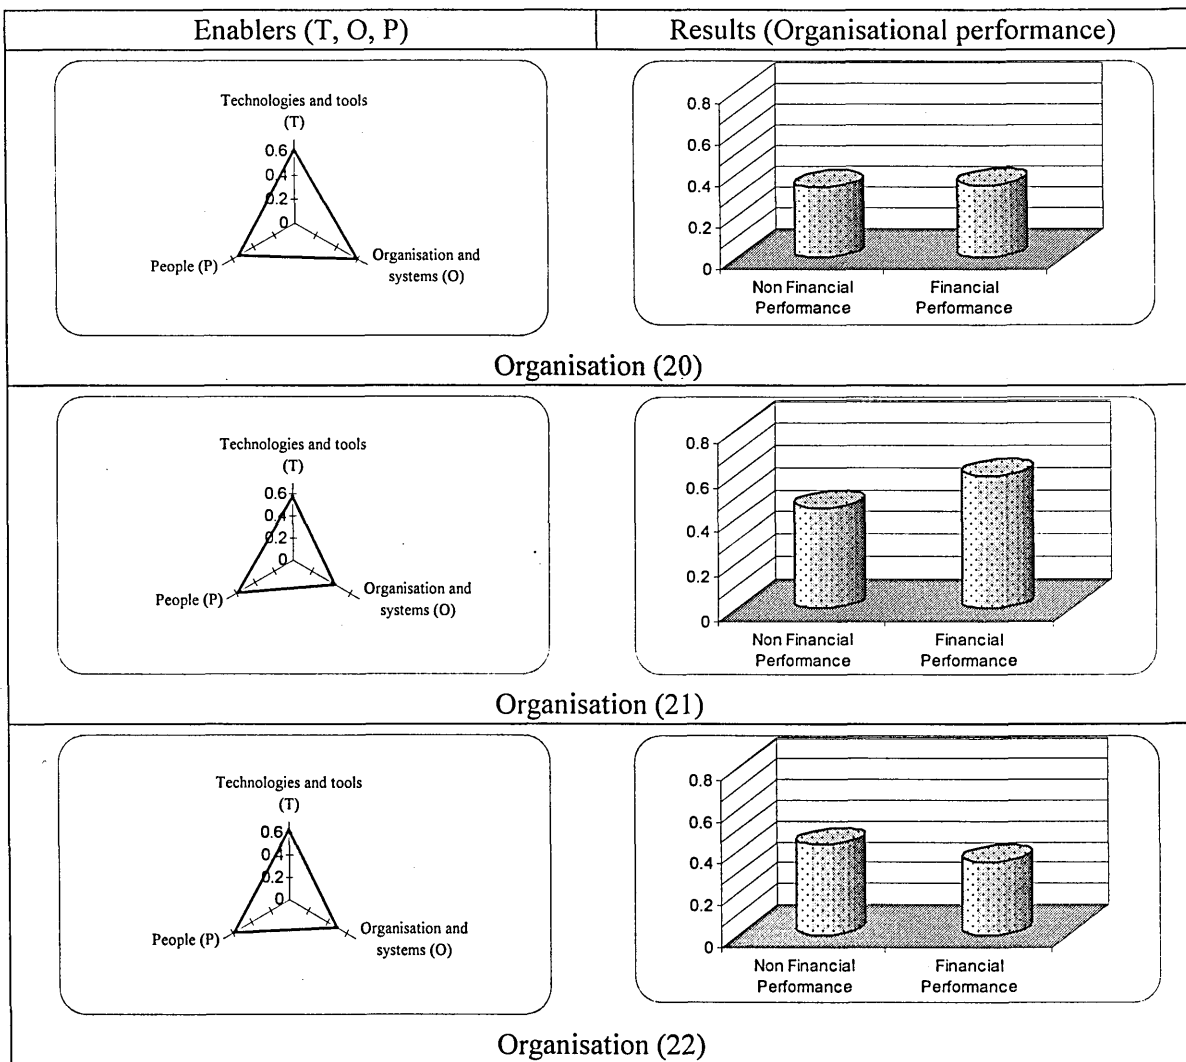 Enablers (T, O, P)
Results (Organisational performance)
Technologies and tools
(T)
0.6
0.4
0.2
0
People (P)
Organisation and
systems (O)
0.8
0.6
0.4
0.2
0
Non Financial
Performance
Financial
Performance
Organisation (20)
Technologies and tools
(T)
0.6
0.4
0.2
0
People (P)
Organisation and
systems (O)
0.8
0.6
0.4
0.2
0
Non Financial
Performance
Financial
Performance
Organisation (21)
Technologies and tools
(T)
0.6
0.4
0.2
0
People (P)
Organisation and
systems (O)
0.8
0.6
0.4
0.2
0
Non Financial
Performance
Financial
Performance
Organisation (22)